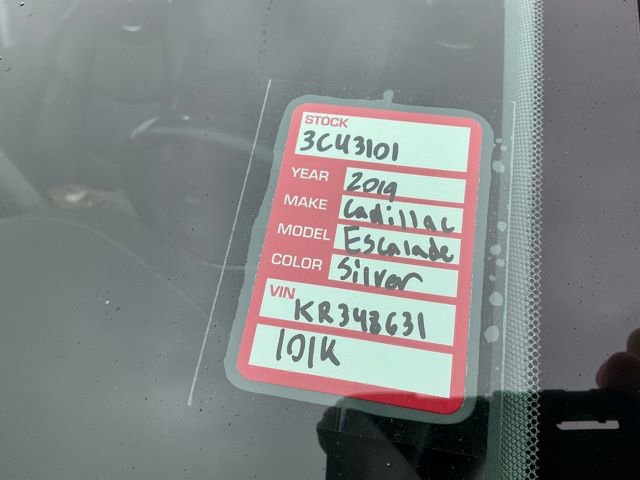 STOCK
3CU3101
YEAR 2019
MAKE Cadillac
MODEL Escalade
COLOR Silver
VIN
KR348631
101K